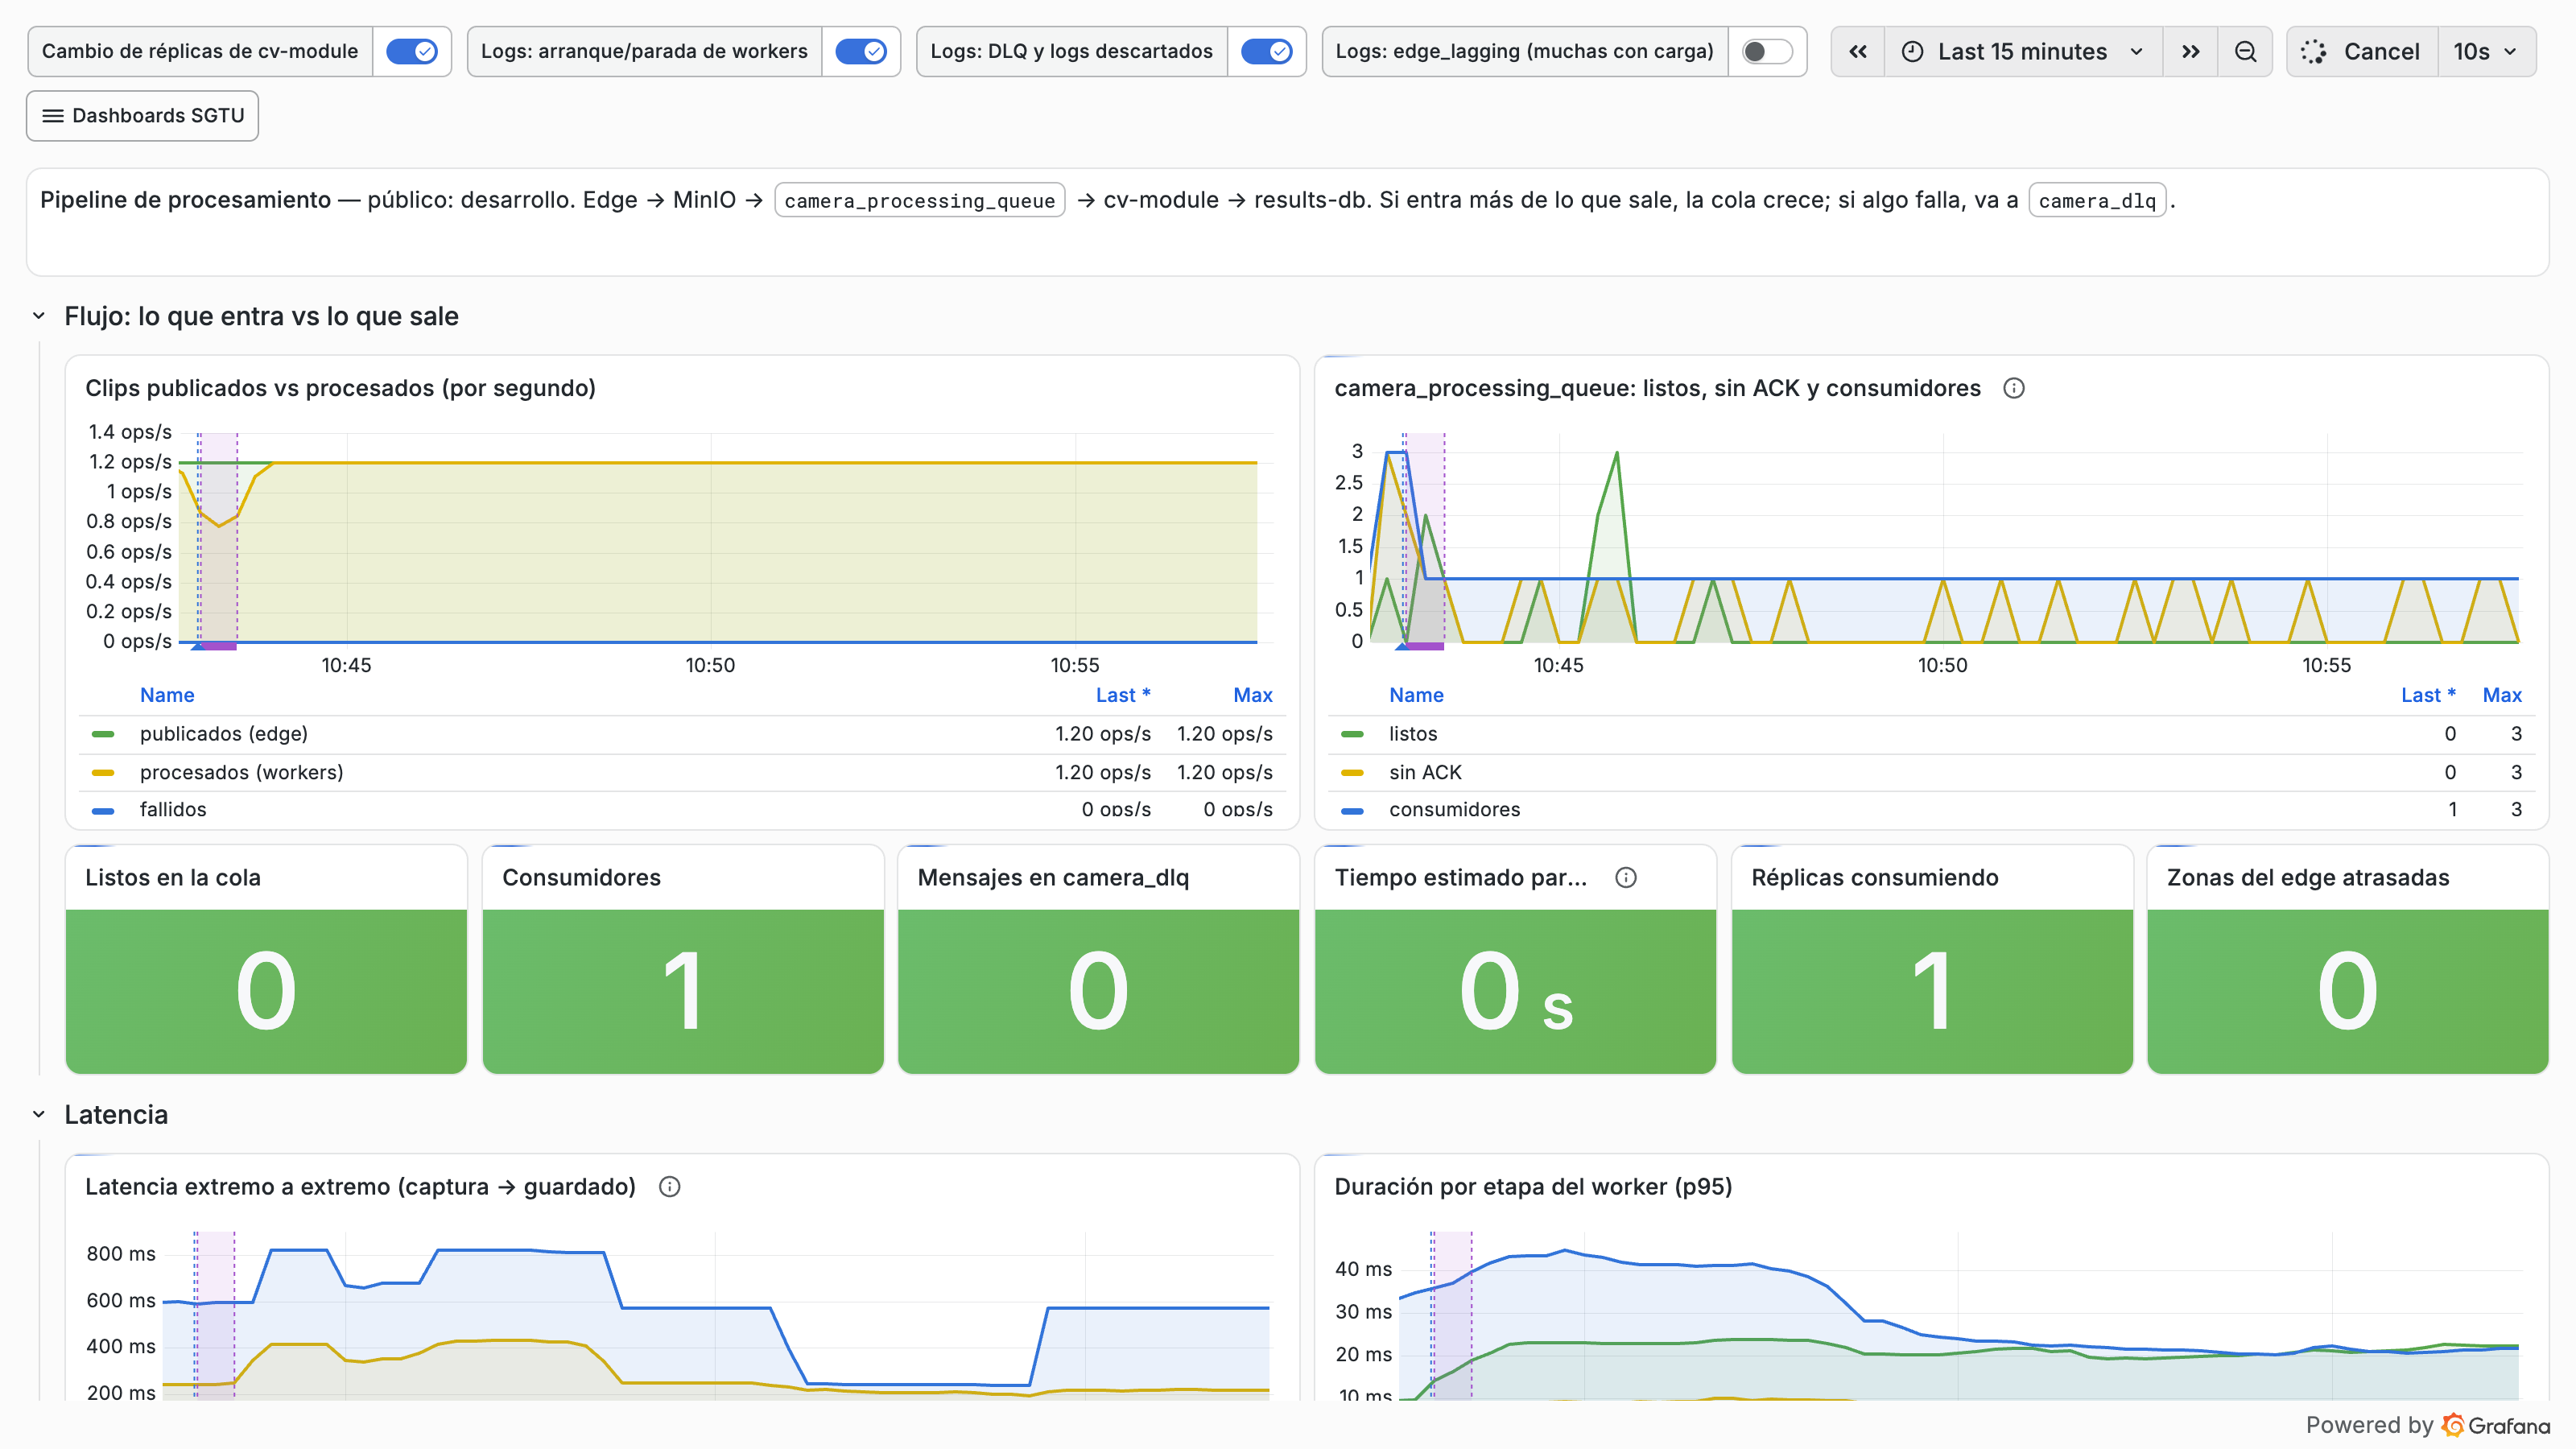 Cambio de réplicas de cv-module
Logs: arranque/parada de workers
Logs: DLQ y logs descartados
Logs: edge_lagging (muchas con carga)
Last 15 minutes
Cancel
10s
Dashboards SGTU
Pipeline de procesamiento — público: desarrollo. Edge → MinIO → camera_processing_queue → cv-module → results-db. Si entra más de lo que sale, la cola crece; si algo falla, va a camera_dlq.
Flujo: lo que entra vs lo que sale
Clips publicados vs procesados (por segundo)
1.4 ops/s
1.2 ops/s
1 ops/s
0.8 ops/s
0.6 ops/s
0.4 ops/s
0.2 ops/s
0 ops/s
10:45 10:50 10:55
Name Last * Max
publicados (edge) 1.20 ops/s 1.20 ops/s
procesados (workers) 1.20 ops/s 1.20 ops/s
fallidos 0 ops/s 0 ops/s
camera_processing_queue: listos, sin ACK y consumidores
3
2.5
2
1.5
1
0.5
0
10:45 10:50 10:55
Name Last * Max
listos 0 3
sin ACK 0 3
consumidores 1 3
Listos en la cola
0
Consumidores
1
Mensajes en camera_dlq
0
Tiempo estimado par...
0 s
Réplicas consumiendo
1
Zonas del edge atrasadas
0
Latencia
Latencia extremo a extremo (captura → guardado)
800 ms
600 ms
400 ms
200 ms
Duración por etapa del worker (p95)
40 ms
30 ms
20 ms
10 ms
Powered by Grafana